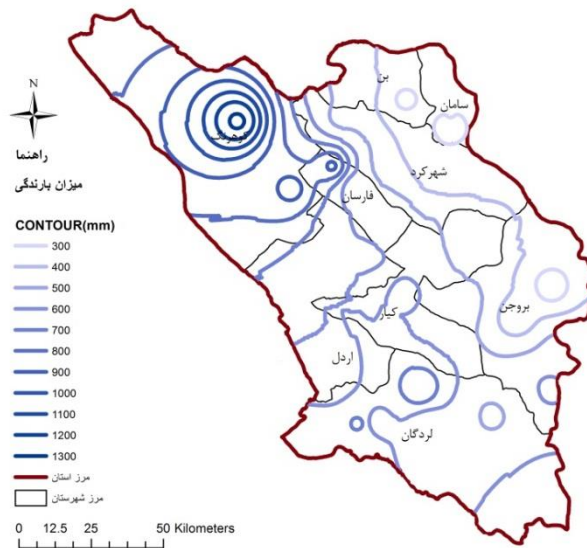 N
راهنما
میزان بارندگی
CONTOUR(mm)
300
400
500
600
700
800
900
1000
1100
1200
1300
مرز استان
مرز شهرستان
0 12.5 25 50 Kilometers
بن
سامان
کوهرنگ
شهرکرد
فارسان
بروجن
کیار
اردل
لردگان